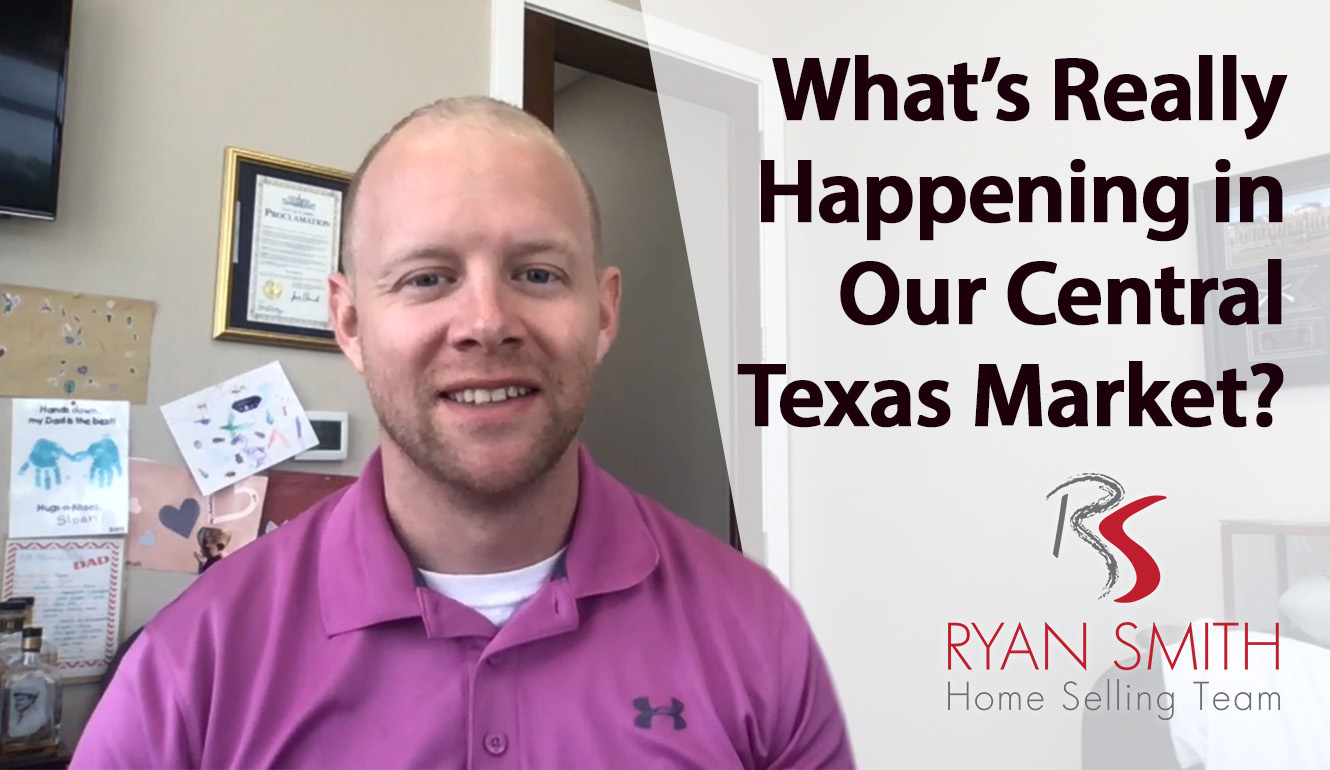 What's Really
Happening in
Our Central
Texas Market?
RS
RYAN SMITH
Home Selling Team
PROCLAMATION
Hands down...
my Dad is the best!
Hugs-n-Kisses,
Sloan
DAD